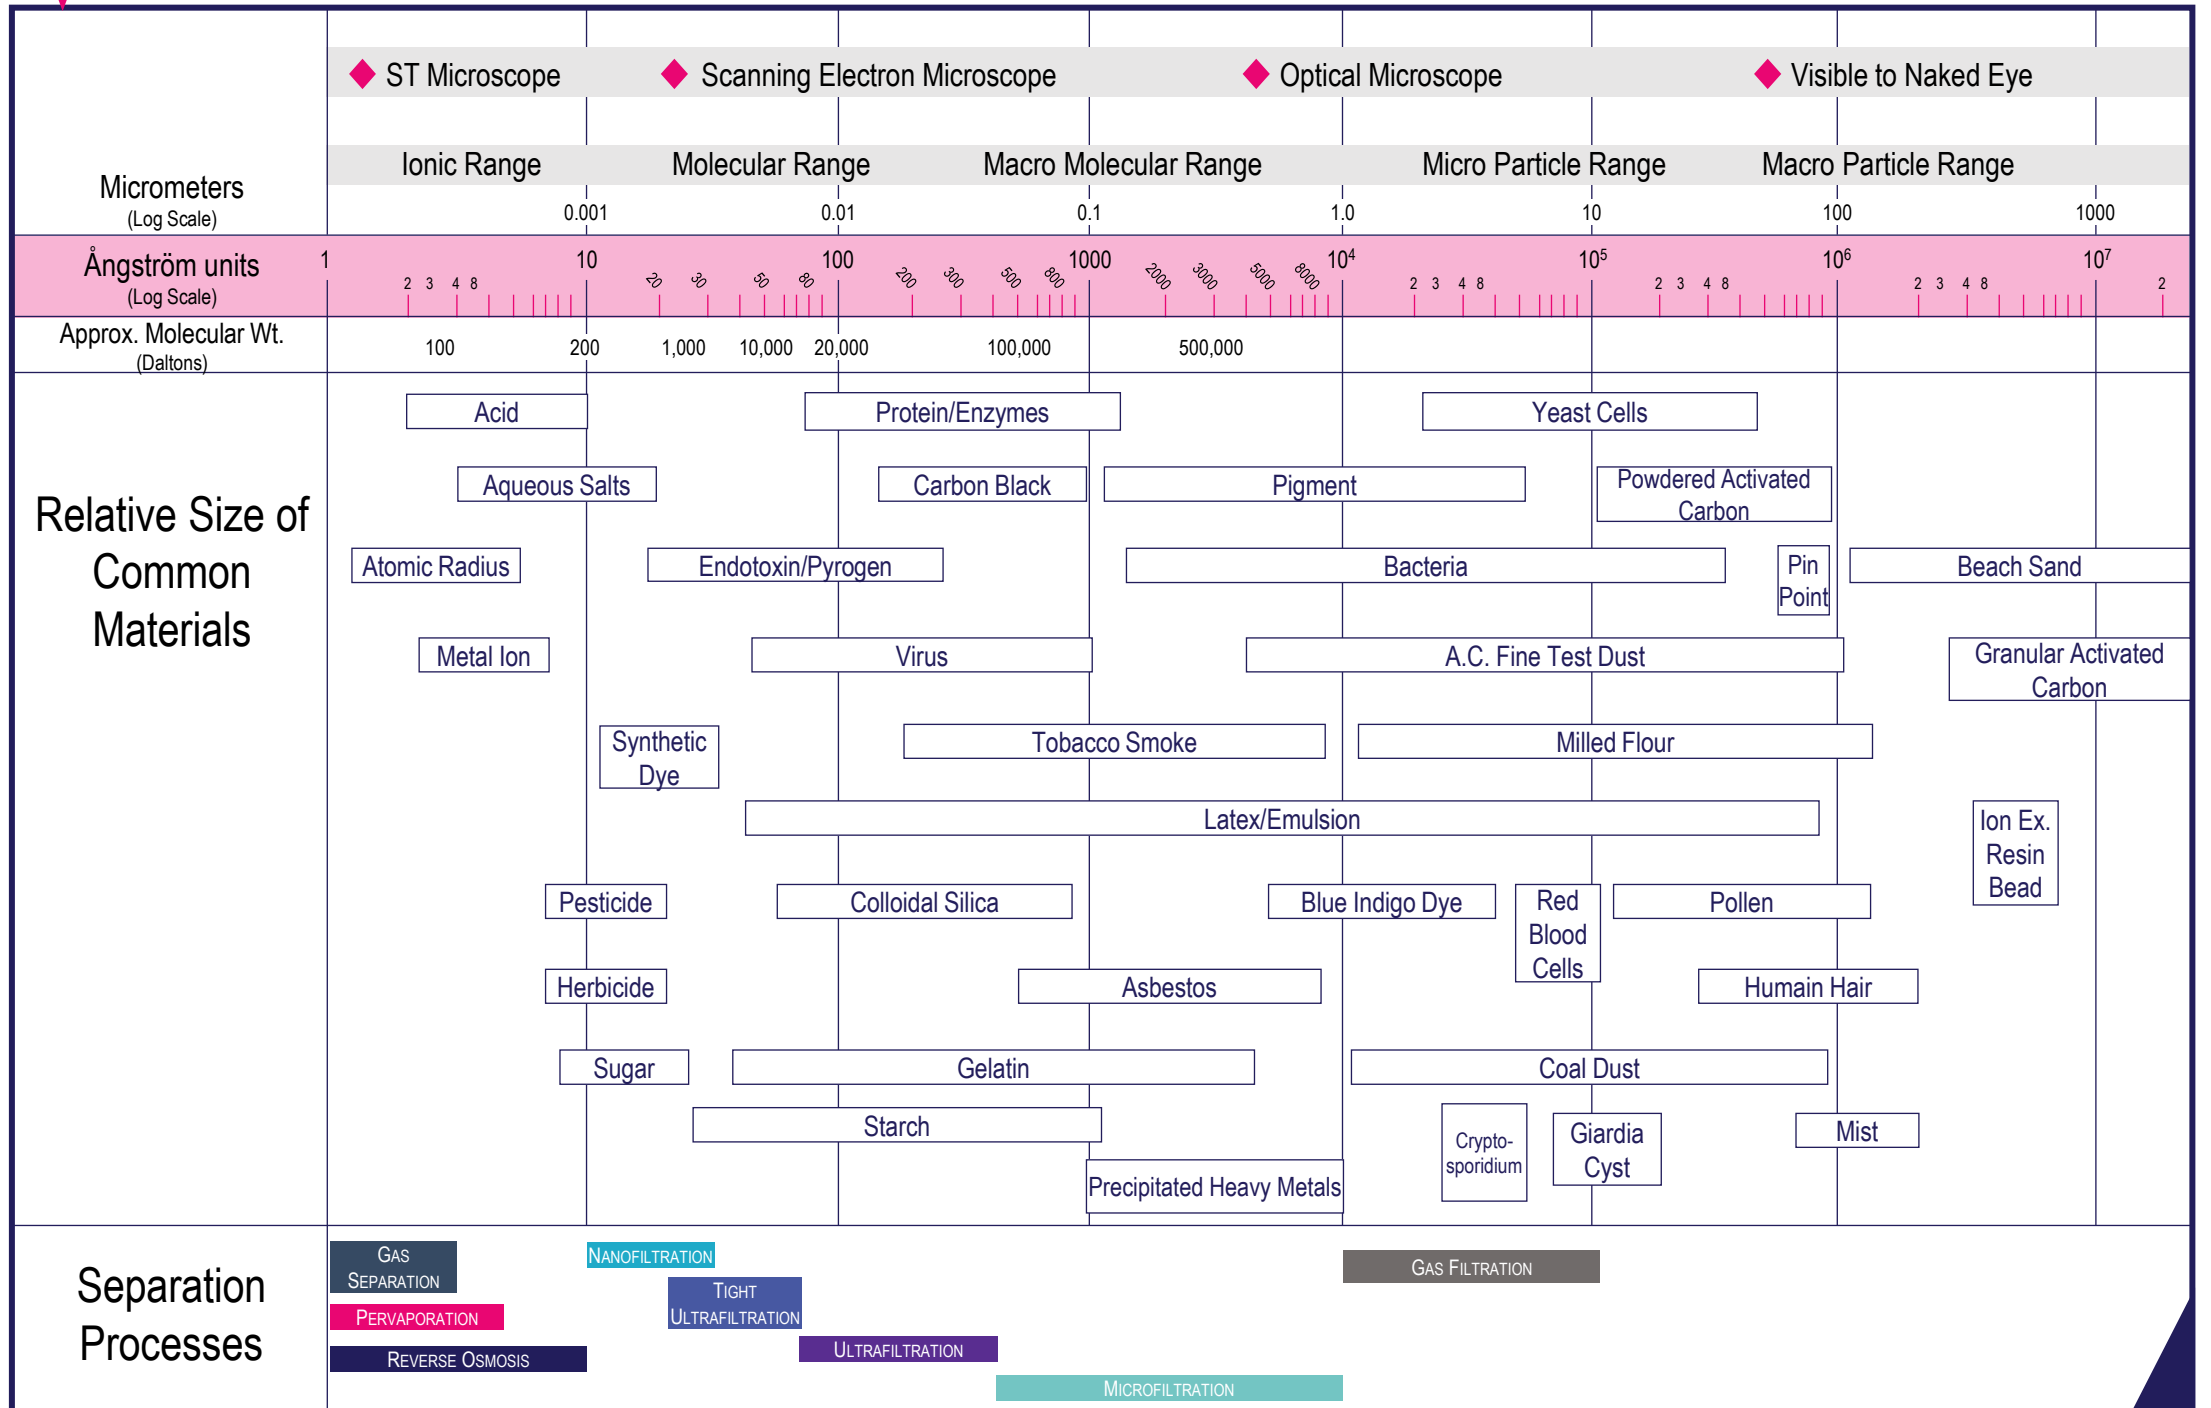 ST Microscope Scanning Electron Microscope Optical Microscope Visible to Naked Eye
Ionic Range Molecular Range Macro Molecular Range Micro Particle Range Macro Particle Range
Micrometers
(Log Scale)
0.001 0.01 0.1 1.0 10 100 1000
Ångström units
(Log Scale)
1 10 100 1000 10⁴ 10⁵ 10⁶ 10⁷
2 3 4 8 20 30 50 80 200 300 500 800 2000 3000 5000 8000 2 3 4 8 2 3 4 8 2 3 4 8 2
Approx. Molecular Wt.
(Daltons)
100 200 1,000 10,000 20,000 100,000 500,000
Relative Size of
Common
Materials
Acid Protein/Enzymes Yeast Cells
Aqueous Salts Carbon Black Pigment
Powdered Activated
Carbon
Atomic Radius Endotoxin/Pyrogen Bacteria
Pin
Point
Beach Sand
Metal Ion Virus A.C. Fine Test Dust
Granular Activated
Carbon
Synthetic
Dye
Tobacco Smoke Milled Flour
Latex/Emulsion
Ion Ex.
Resin
Bead
Pesticide Colloidal Silica Blue Indigo Dye
Red
Blood
Cells
Pollen
Herbicide Asbestos Humain Hair
Sugar Gelatin Coal Dust
Starch
Crypto-
sporidium
Giardia
Cyst
Mist
Precipitated Heavy Metals
Separation
Processes
GAS
SEPARATION
NANOFILTRATION
GAS FILTRATION
TIGHT
ULTRAFILTRATION
PERVAPORATION
ULTRAFILTRATION
REVERSE OSMOSIS
MICROFILTRATION